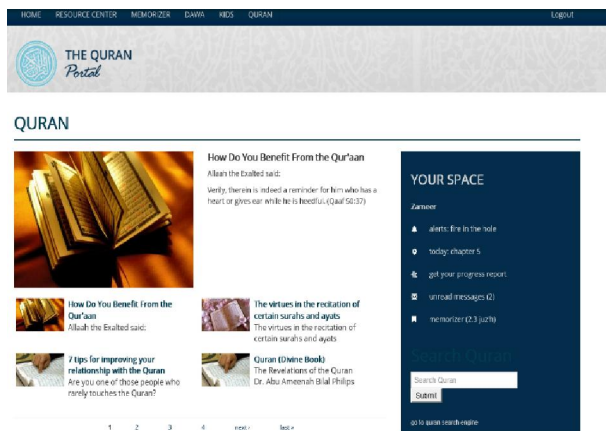 HOME RESOURCE CENTER MEMORIZER DAWA KIDS QURAN Logout
THE QURAN
Portal
QURAN
How Do You Benefit From the Qur'aan
Allaah the Exalted said:
Verily, therein is indeed a reminder for him who has a
heart or gives ear while he is heedful.(Qaaf 50:37)
How Do You Benefit From the
Qur'aan
Allaah the Exalted said:
The virtues in the recitation of
certain surahs and ayats
The virtues in the recitation of
certain surahs and ayats
7 tips for improving your
relationship with the Quran
Are you one of those people who
rarely touches the Quran?
Quran (Divine Book)
The Revelations of the Quran
Dr. Abu Ameenah Bilal Philips
1 2 3 4 next › last »
YOUR SPACE
Zameer
alerts: fire in the hole
today: chapter 5
get your progress report
unread messages (2)
memorizer (2.3 juz'h)
Search Quran
Search Quran
Submit
go to quran search engine